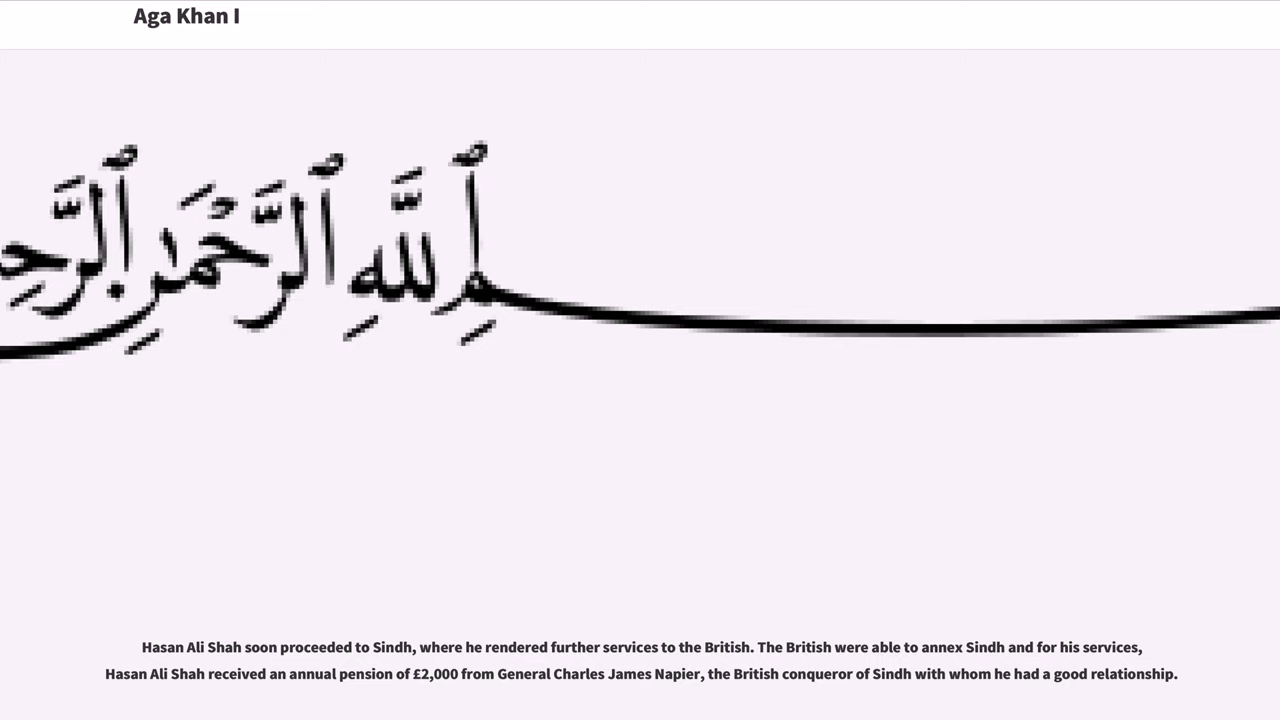 Aga Khan I
ٱللَّهِ ٱلرَّحْمَٰنِ
Hasan Ali Shah soon proceeded to Sindh, where he rendered further services to the British. The British were able to annex Sindh and for his services,
Hasan Ali Shah received an annual pension of £2,000 from General Charles James Napier, the British conqueror of Sindh with whom he had a good relationship.